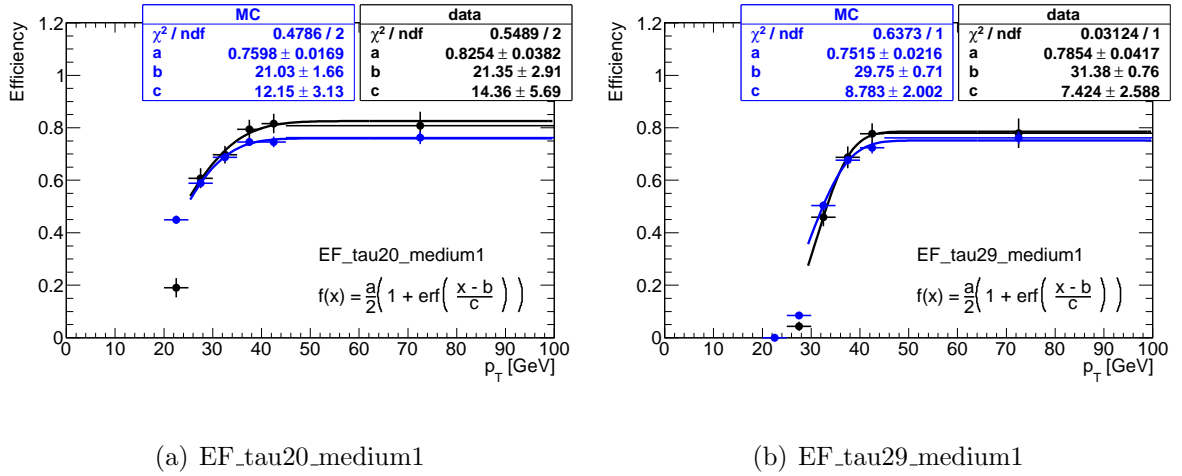 MC
χ² / ndf 0.4786 / 2
a 0.7598 ± 0.0169
b 21.03 ± 1.66
c 12.15 ± 3.13
data
χ² / ndf 0.5489 / 2
a 0.8254 ± 0.0382
b 21.35 ± 2.91
c 14.36 ± 5.69
Efficiency
1.2
1
0.8
0.6
0.4
0.2
0
EF_tau20_medium1
f(x) = a/2 ( 1 + erf ( x - b / c ) )
0 10 20 30 40 50 60 70 80 90 100
p_T [GeV]
(a) EF_tau20_medium1
MC
χ² / ndf 0.6373 / 1
a 0.7515 ± 0.0216
b 29.75 ± 0.71
c 8.783 ± 2.002
data
χ² / ndf 0.03124 / 1
a 0.7854 ± 0.0417
b 31.38 ± 0.76
c 7.424 ± 2.588
Efficiency
1.2
1
0.8
0.6
0.4
0.2
0
EF_tau29_medium1
f(x) = a/2 ( 1 + erf ( x - b / c ) )
0 10 20 30 40 50 60 70 80 90 100
p_T [GeV]
(b) EF_tau29_medium1